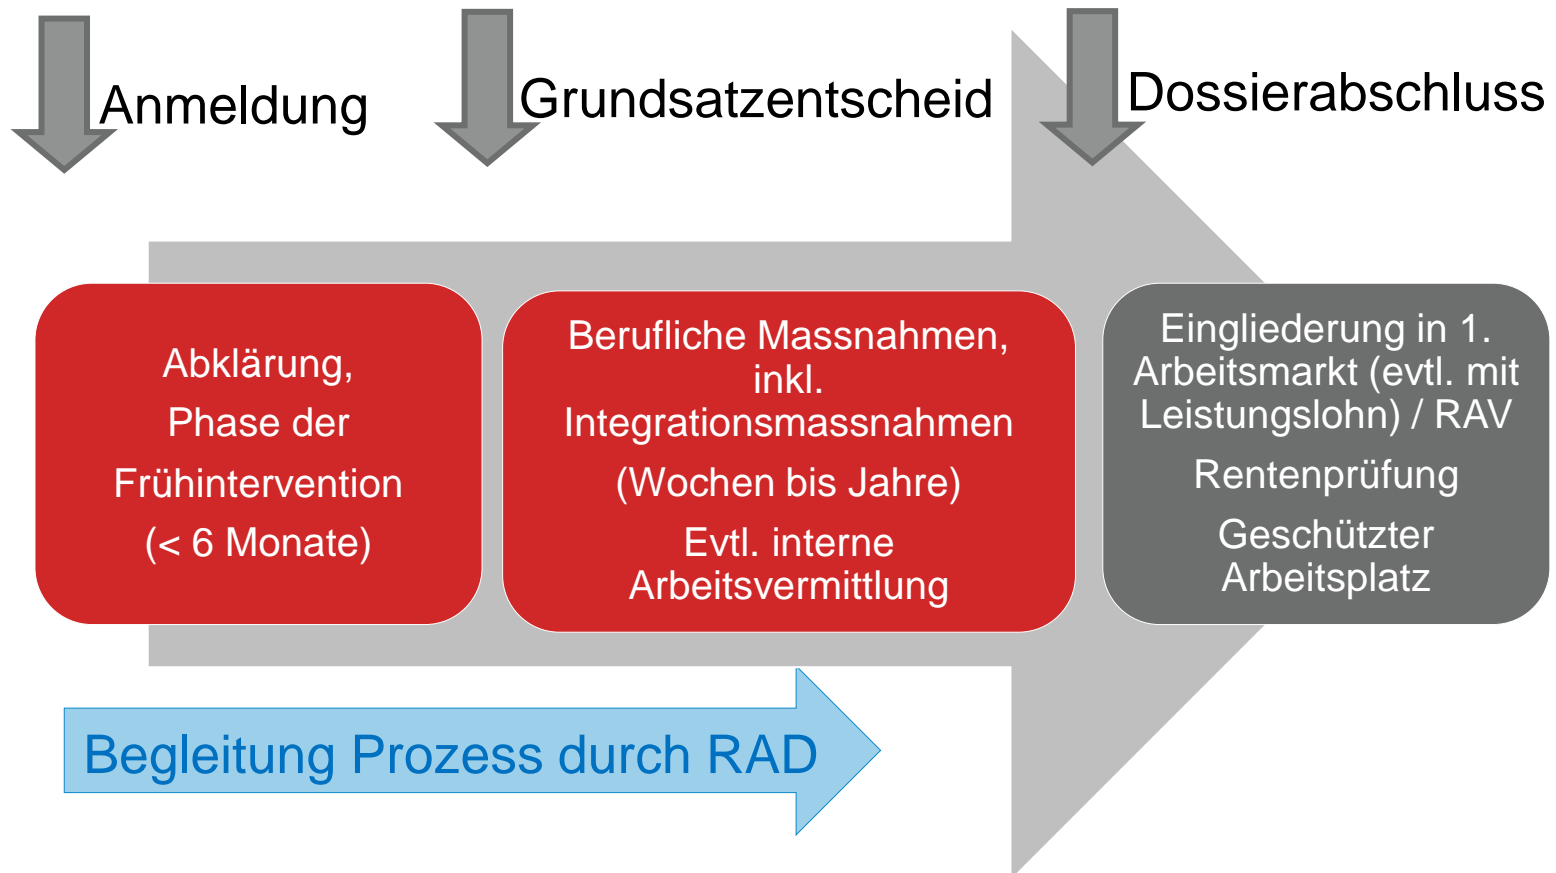 Anmeldung
Grundsatzentscheid
Dossierabschluss
Abklärung,
Phase der
Frühintervention
(< 6 Monate)
Berufliche Massnahmen,
inkl.
Integrationsmassnahmen
(Wochen bis Jahre)
Evtl. interne
Arbeitsvermittlung
Eingliederung in 1.
Arbeitsmarkt (evtl. mit
Leistungslohn) / RAV
Rentenprüfung
Geschützter
Arbeitsplatz
Begleitung Prozess durch RAD